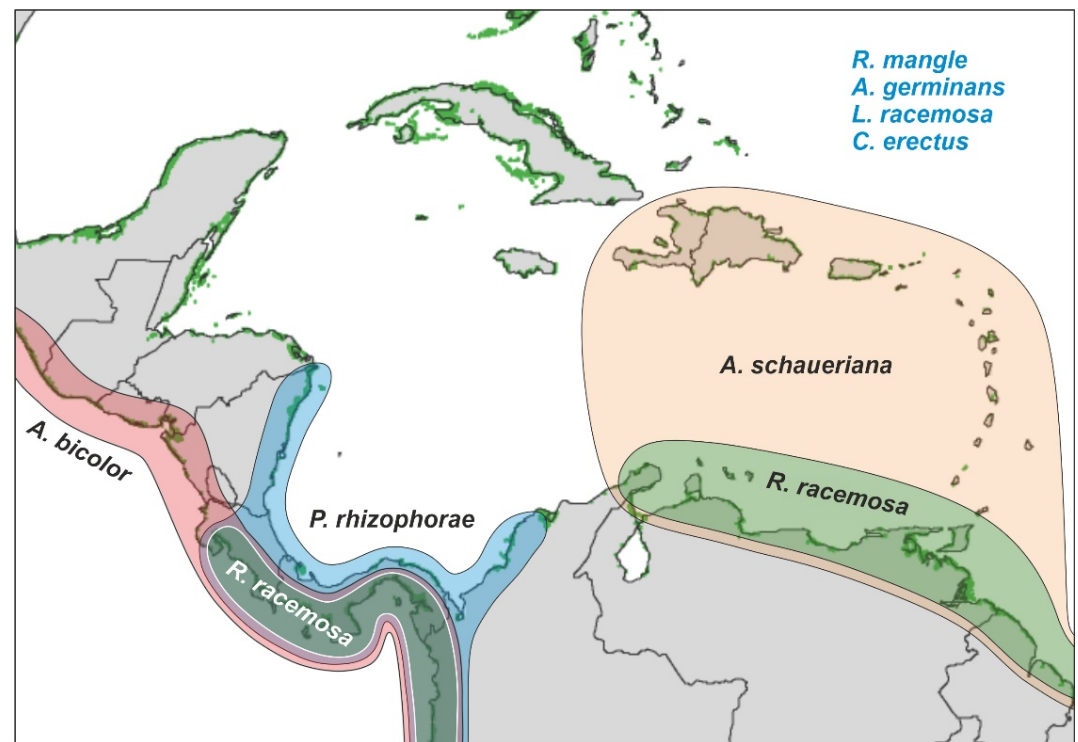 R. mangle
A. germinans
L. racemosa
C. erectus
A. schaueriana
A. bicolor
R. racemosa
P. rhizophorae
R. racemosa